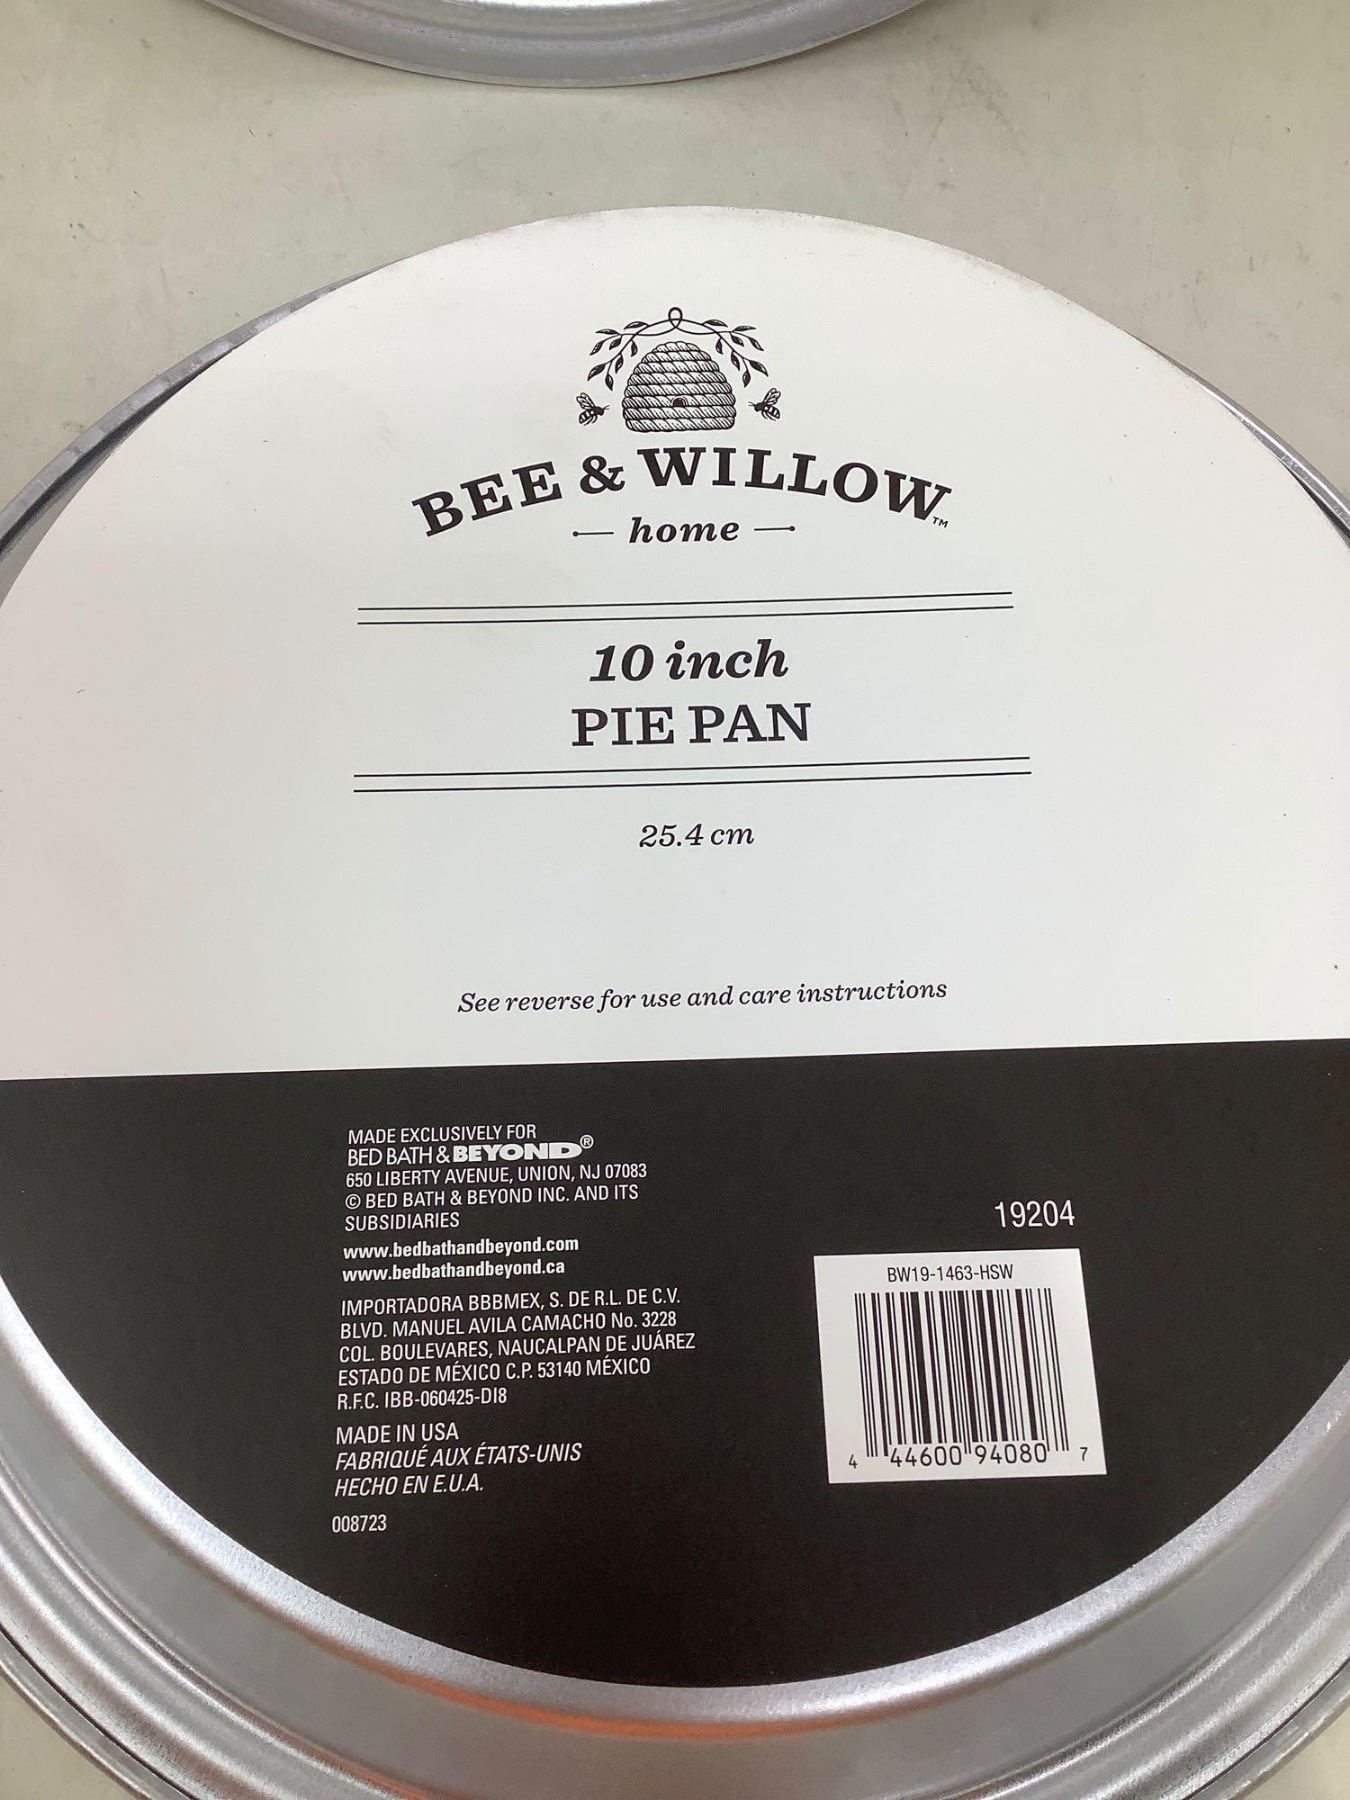 BEE & WILLOW™
home
10 inch
PIE PAN
25.4 cm
See reverse for use and care instructions
MADE EXCLUSIVELY FOR
BED BATH & BEYOND®
650 LIBERTY AVENUE, UNION, NJ 07083
© BED BATH & BEYOND INC. AND ITS
SUBSIDIARIES
www.bedbathandbeyond.com
www.bedbathandbeyond.ca
IMPORTADORA BBBMEX, S. DE R.L. DE C.V.
BLVD. MANUEL AVILA CAMACHO No. 3228
COL. BOULEVARES, NAUCALPAN DE JUÁREZ
ESTADO DE MÉXICO C.P. 53140 MÉXICO
R.F.C. IBB-060425-DI8
MADE IN USA
FABRIQUÉ AUX ÉTATS-UNIS
HECHO EN E.U.A.
008723
19204
BW19-1463-HSW
4 44600 94080 7